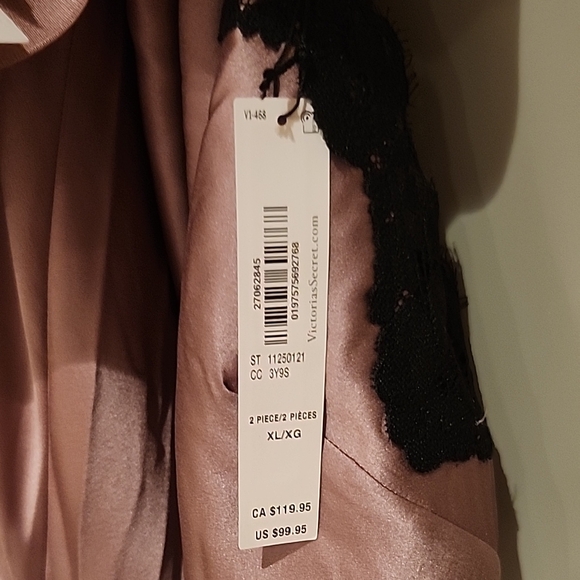 V1-468
27062845
0197575692768
VictoriasSecret.com
ST 11250121
CC 3Y9S
2 PIECE/2 PIÈCES
XL/XG
CA $119.95
US $99.95